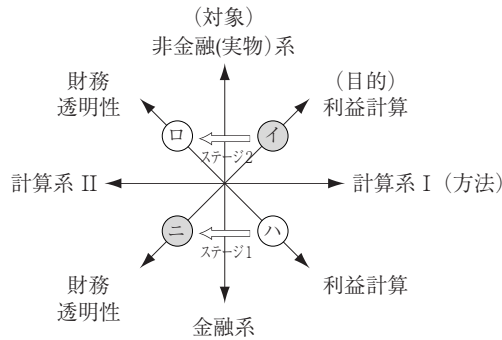 (対象)
非金融(実物)系
財務
透明性
(目的)
利益計算
ロ
イ
ステージ2
計算系 II
計算系 I (方法)
ニ
ハ
ステージ1
財務
透明性
利益計算
金融系